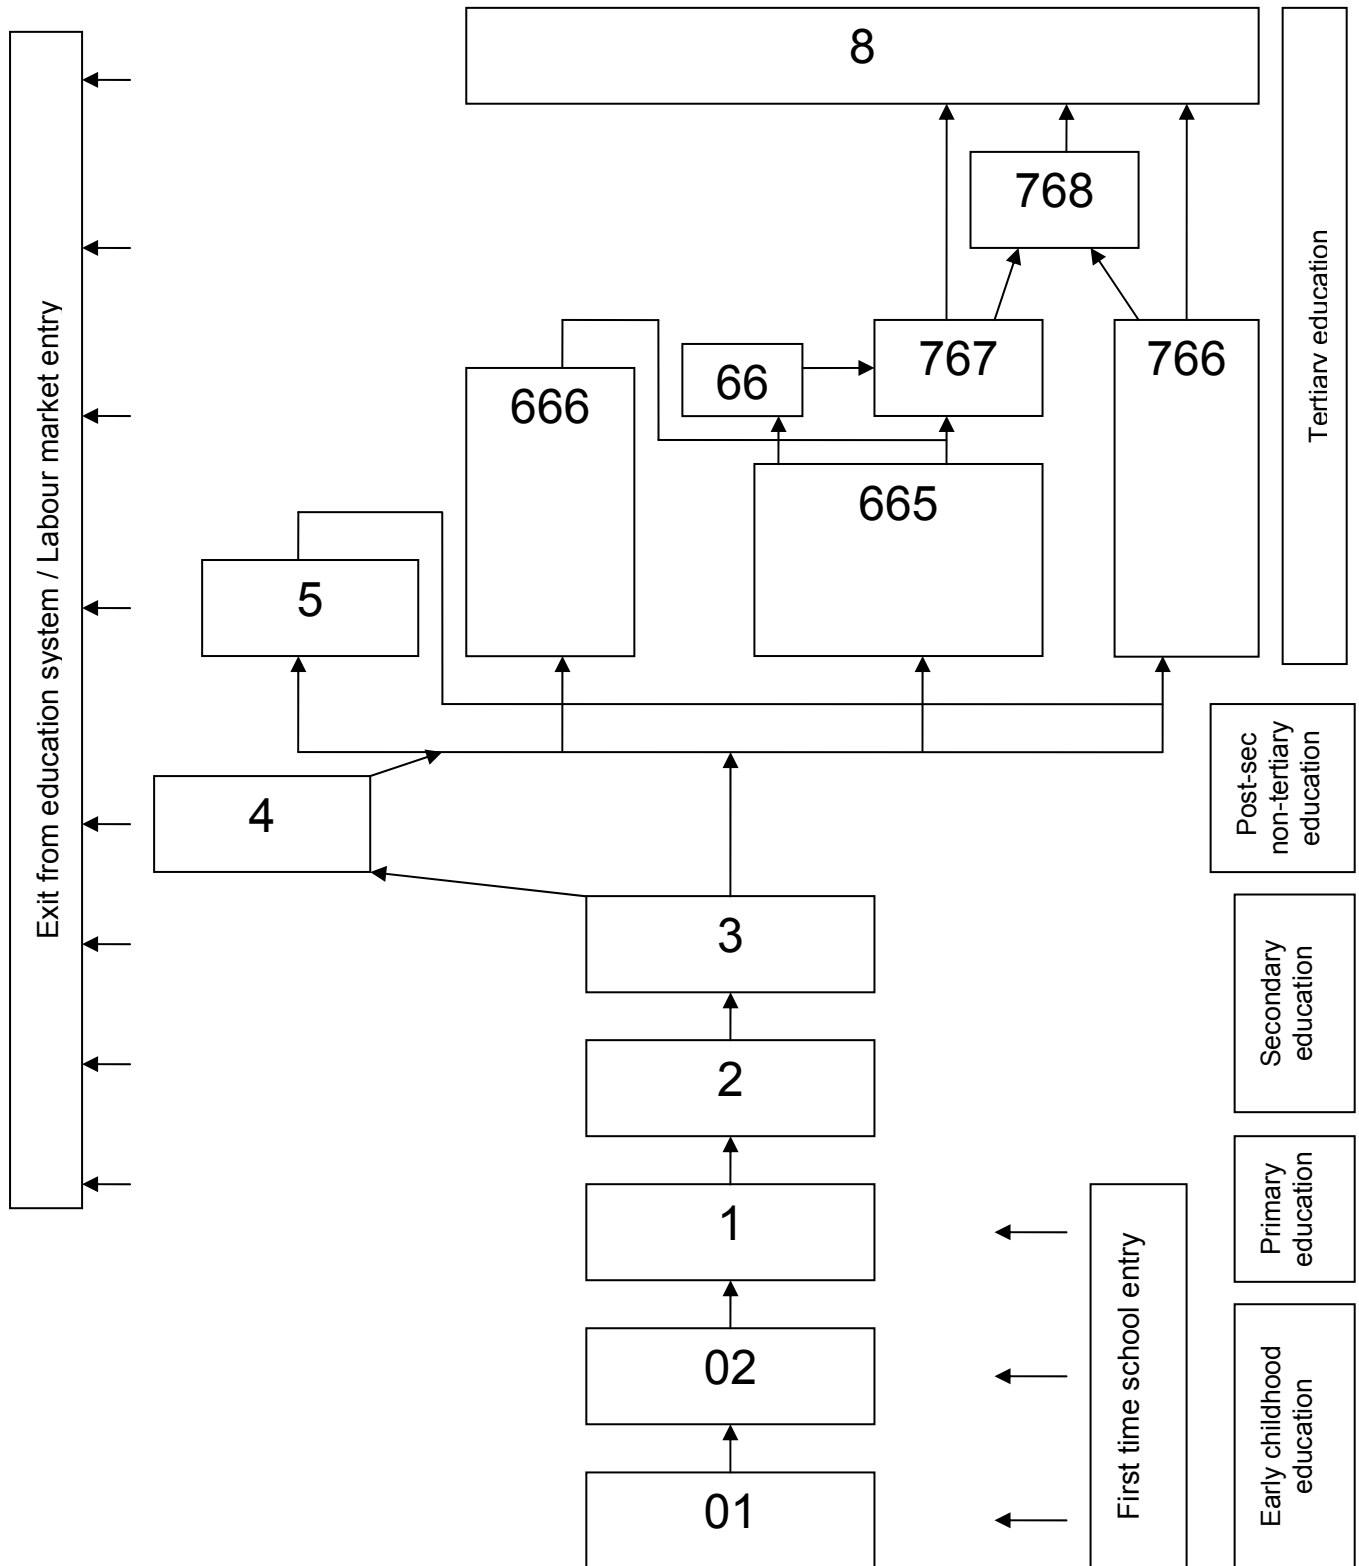 8
768
767
766
66
666
665
5
4
3
2
1
02
01
Exit from education system / Labour market entry
First time school entry
Tertiary education
Post-sec
non-tertiary
education
Secondary
education
Primary
education
Early childhood
education